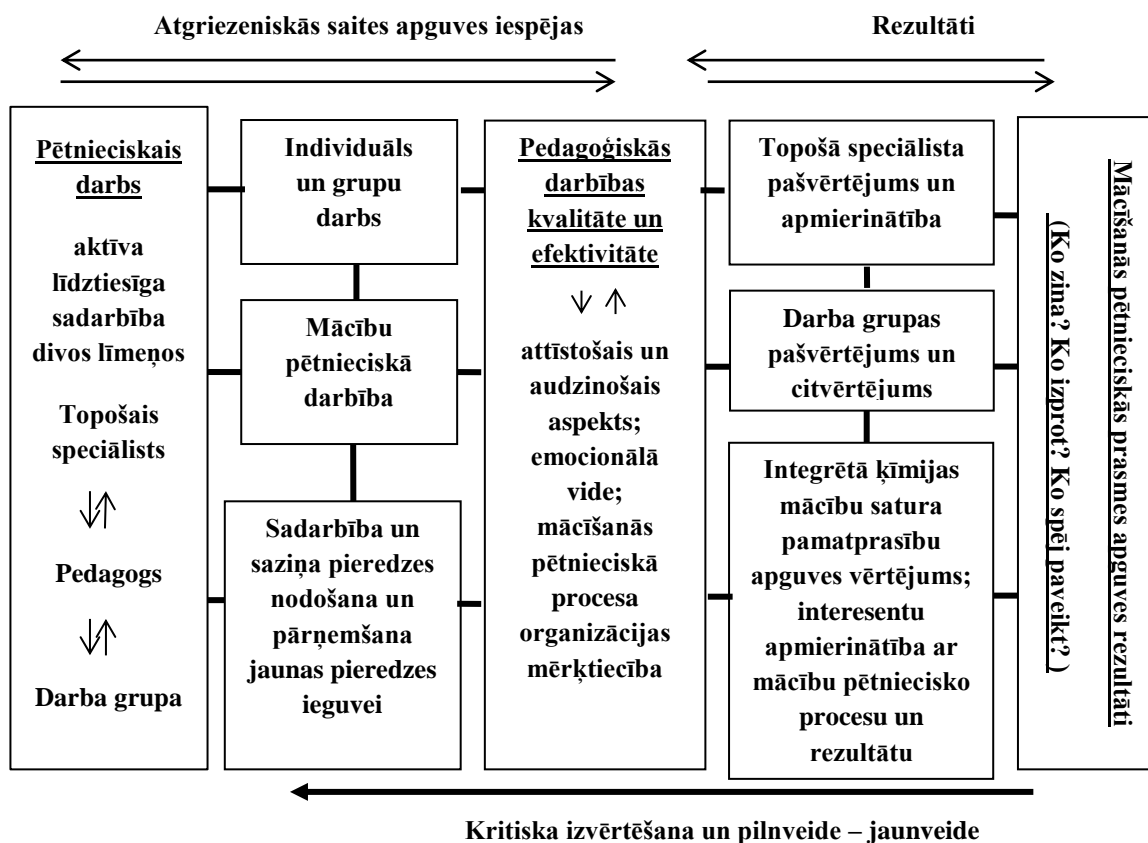 Atgriezeniskās saites apguves iespējas
Rezultāti
Pētnieciskais
darbs
aktīva
līdztiesīga
sadarbība
divos līmeņos
Topošais
speciālists
Pedagogs
Darba grupa
Individuāls
un grupu
darbs
Mācību
pētnieciskā
darbība
Sadarbība un
saziņa pieredzes
nodošana un
pārņemšana
jaunas pieredzes
ieguvei
Pedagoģiskās
darbības
kvalitāte un
efektivitāte
attīstošais un
audzinošais
aspekts;
emocionālā
vide;
mācīšanās
pētnieciskā
procesa
organizācijas
mērķtiecība
Topošā speciālista
pašvērtējums un
apmierinātība
Darba grupas
pašvērtējums un
citvērtējums
Integrētā ķīmijas
mācību satura
pamatprasību
apguves vērtējums;
interesentu
apmierinātība ar
mācību pētniecisko
procesu un
rezultātu
Mācīšanās pētnieciskās prasmes apguves rezultāti
(Ko zina? Ko izprot? Ko spēj paveikt? )
Kritiska izvērtēšana un pilnveide – jaunveide